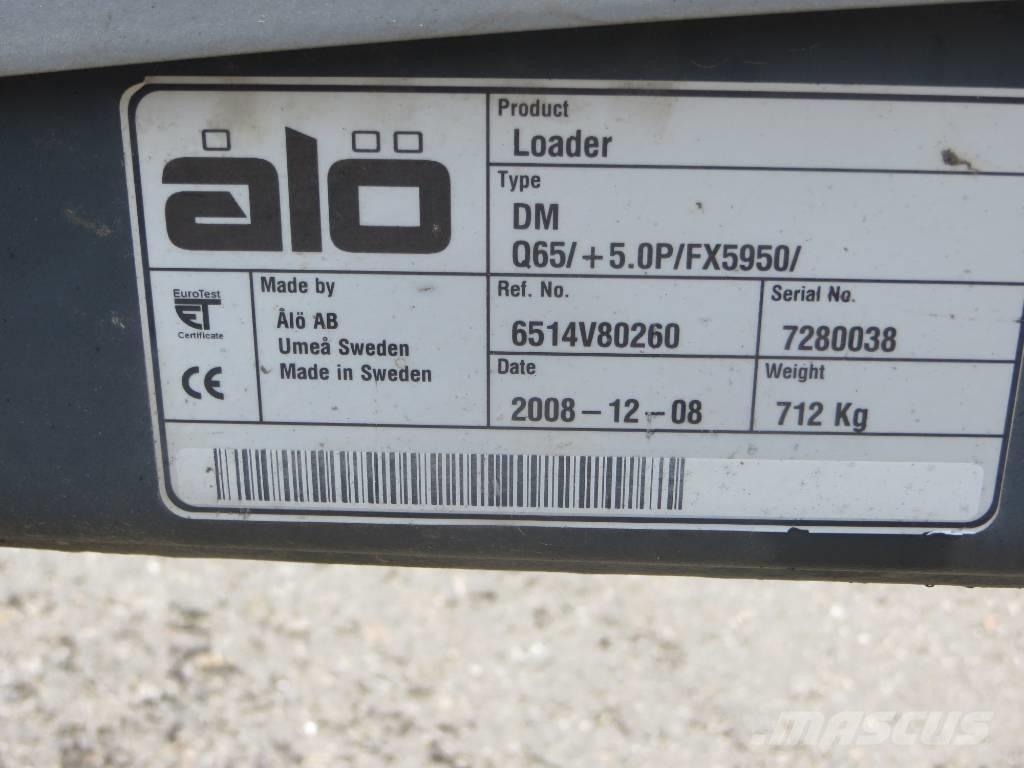 ålö
Product
Loader
Type
DM
Q65/+5.0P/FX5950/
EuroTest
ET
Certificate
CE
Made by
Ålö AB
Umeå Sweden
Made in Sweden
Ref. No.
6514V80260
Serial No.
7280038
Date
2008-12-08
Weight
712 Kg
MASCUS